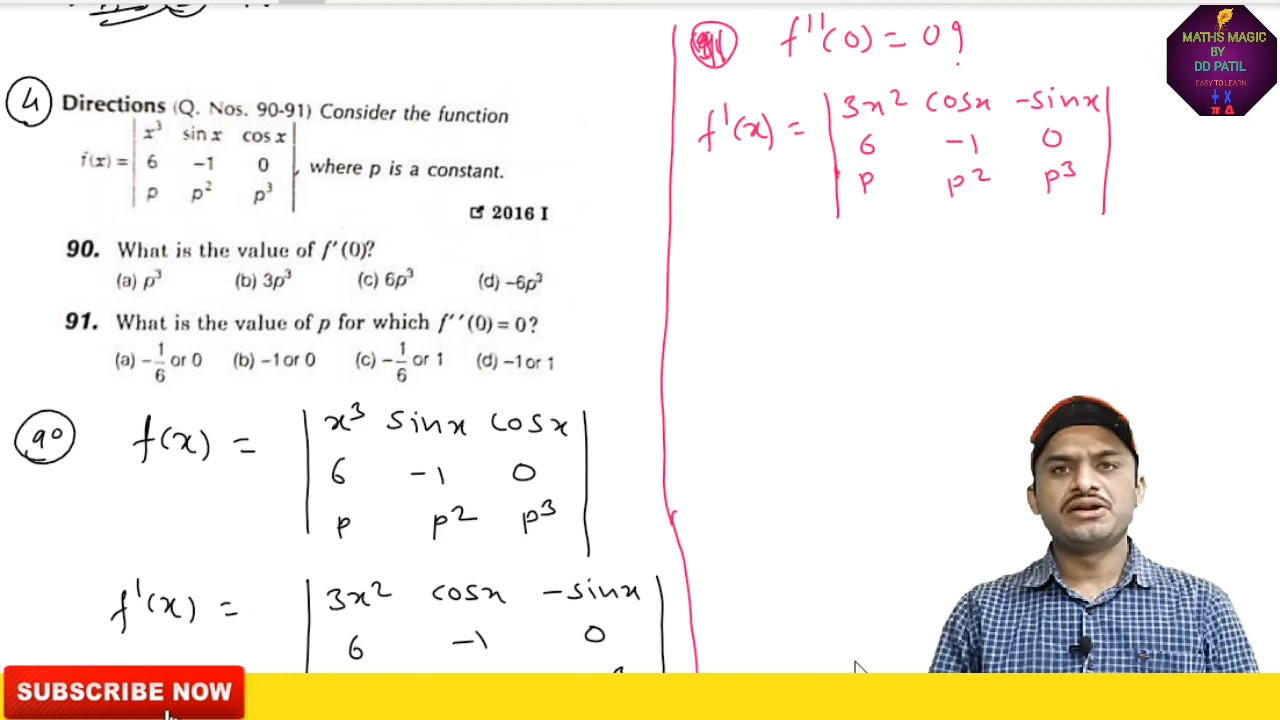 4 Directions (Q. Nos. 90-91) Consider the function
f(x) = | x³ sin x cos x |
| 6 -1 0 |, where p is a constant.
| p p² p³ |
2016 I
90. What is the value of f′(0)?
(a) p³ (b) 3p³ (c) 6p³ (d) -6p³
91. What is the value of p for which f′′(0) = 0?
(a) -1/6 or 0 (b) -1 or 0 (c) -1/6 or 1 (d) -1 or 1
90 f(x) = | x³ sinx cosx |
| 6 -1 0 |
| p p² p³ |
f'(x) = | 3x² cosx -sinx |
6 -1 0
91 f''(0) = 0?
f'(x) = | 3x² cosx -sinx |
| 6 -1 0 |
| p p² p³ |
MATHS MAGIC
BY
DD PATIL
EASY TO LEARN
+ X
π Δ
SUBSCRIBE NOW